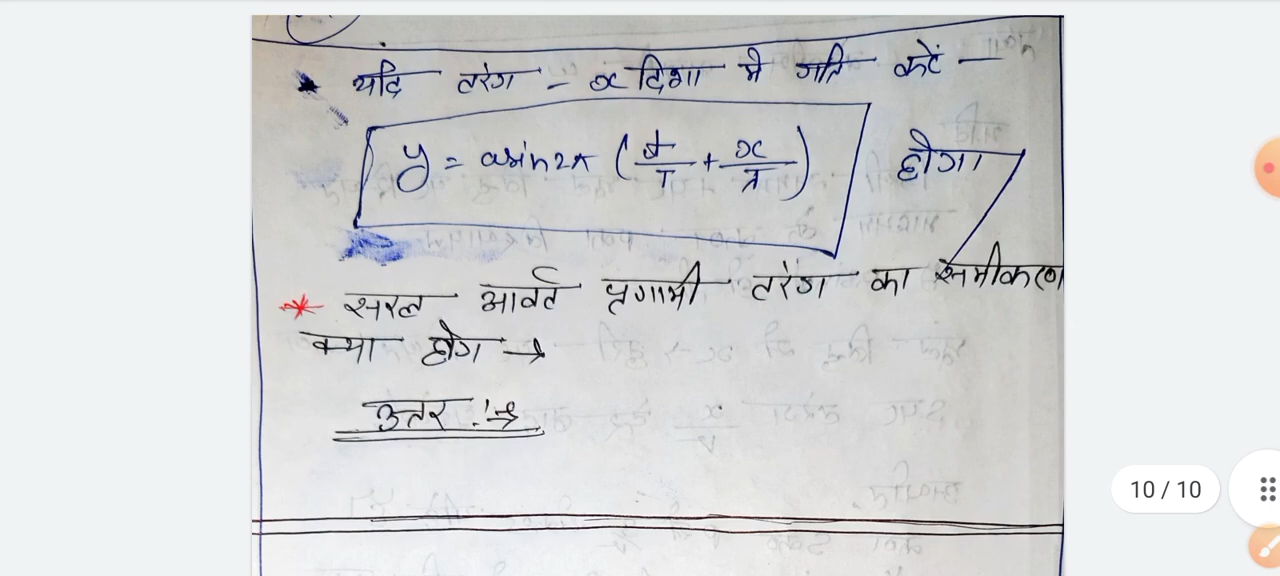 यदि तरंग - x दिशा मे गति करें —
y = a sin 2π (t/T + x/λ) होगा
* सरल आवर्त प्रगामी तरंग का समीकरण
क्या होग →
उत्तर :→
10 / 10